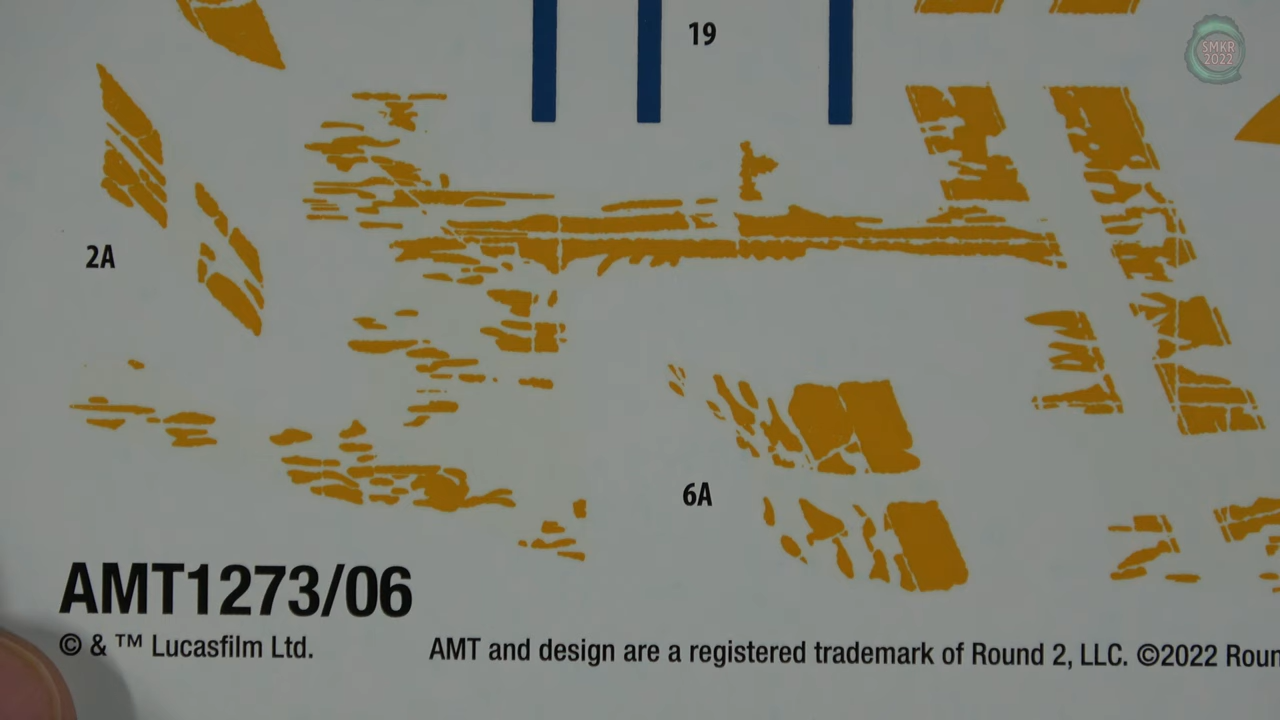 19
SMKR
2022
2A
6A
AMT1273/06
© & ™ Lucasfilm Ltd.
AMT and design are a registered trademark of Round 2, LLC. ©2022 Roun